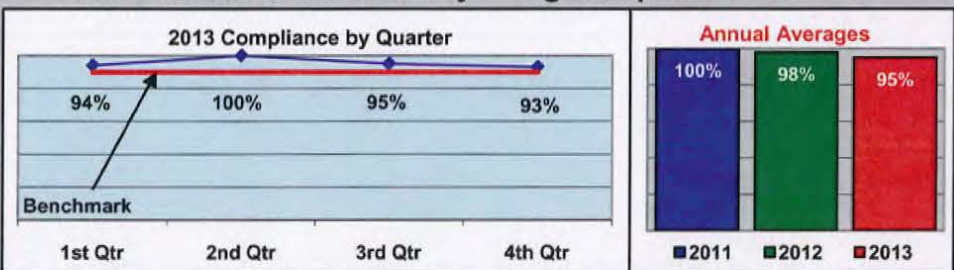 2013 Compliance by Quarter
94% 100% 95% 93%
Benchmark
1st Qtr 2nd Qtr 3rd Qtr 4th Qtr
Annual Averages
100% 98% 95%
2011 2012 2013